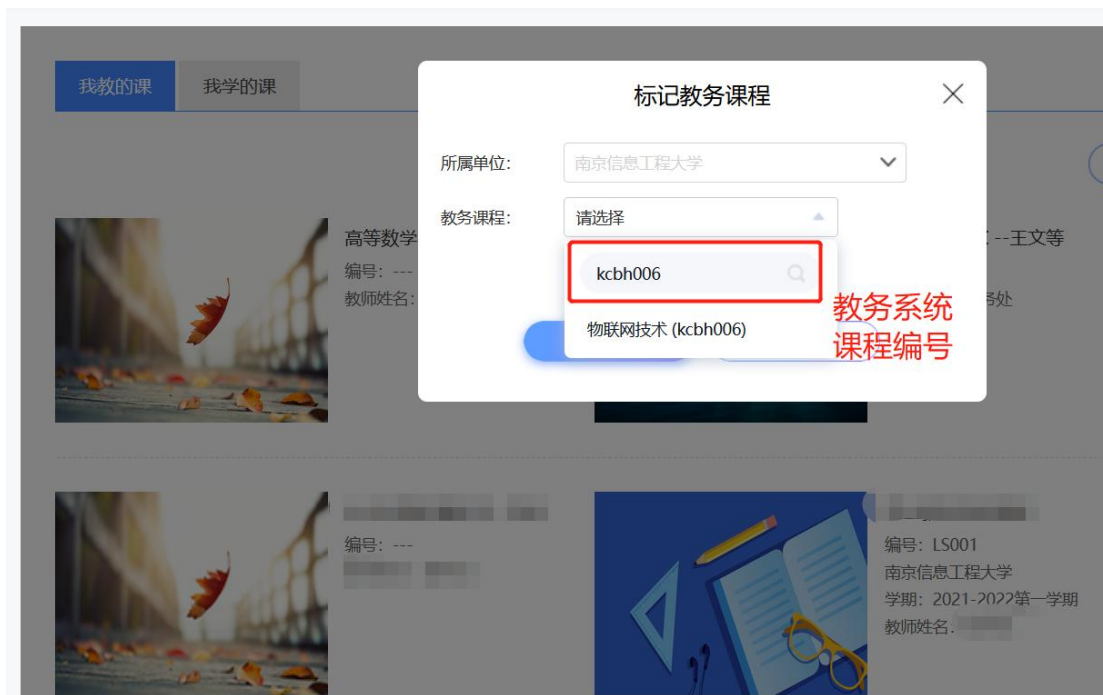 我教的课
我学的课
标记教务课程
所属单位：
南京信息工程大学
教务课程：
请选择
kcbh006
物联网技术 (kcbh006)
教务系统
课程编号
高等数学
编号：---
教师姓名：
--王文等
务处
编号：---
编号：LS001
南京信息工程大学
学期：2021-2022第一学期
教师姓名：